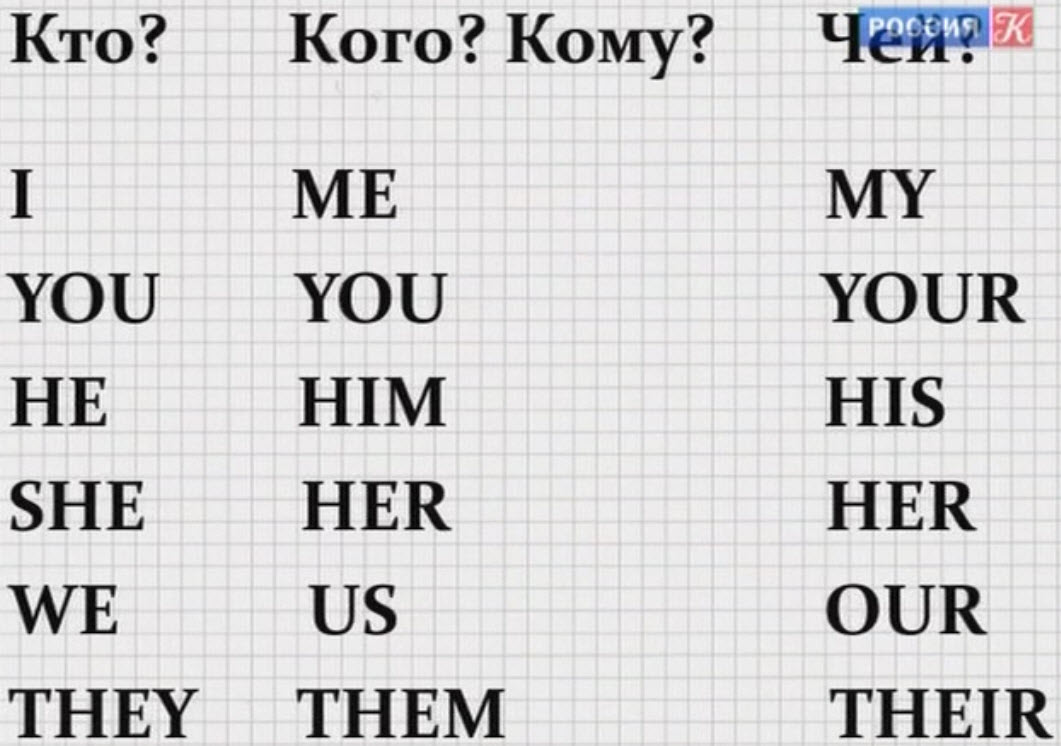 Кто? Кого? Кому? Чей?
РОССИЯ К
I ME MY
YOU YOU YOUR
HE HIM HIS
SHE HER HER
WE US OUR
THEY THEM THEIR